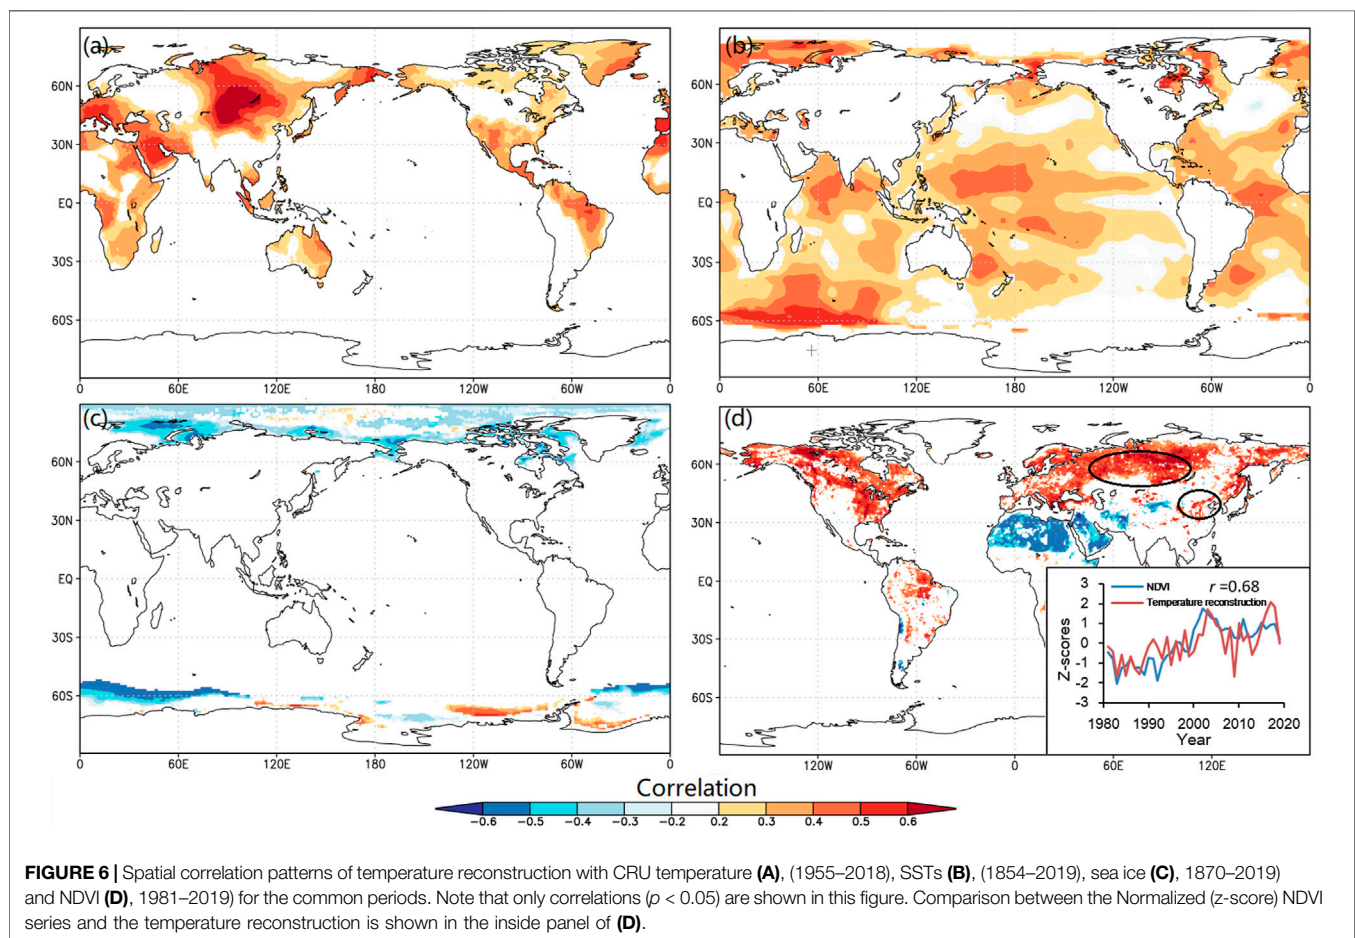 (a)
60N
30N
EQ
30S
60S
0 60E 120E 180 120W 60W 0
(b)
60N
30N
EQ
30S
60S
0 60E 120E 180 120W 60W 0
(c)
60N
30N
EQ
30S
60S
0 60E 120E 180 120W 60W 0
(d)
60N
30N
EQ
30S
60S
120W 60W 0 60E 120E
NDVI r =0.68
Temperature reconstruction
Z-scores
3
2
1
0
-1
-2
-3
1980 1990 2000 2010 2020
Year
Correlation
-0.6 -0.5 -0.4 -0.3 -0.2 0.2 0.3 0.4 0.5 0.6
FIGURE 6 | Spatial correlation patterns of temperature reconstruction with CRU temperature (A), (1955–2018), SSTs (B), (1854–2019), sea ice (C), 1870–2019)
and NDVI (D), 1981–2019) for the common periods. Note that only correlations (p < 0.05) are shown in this figure. Comparison between the Normalized (z-score) NDVI
series and the temperature reconstruction is shown in the inside panel of (D).